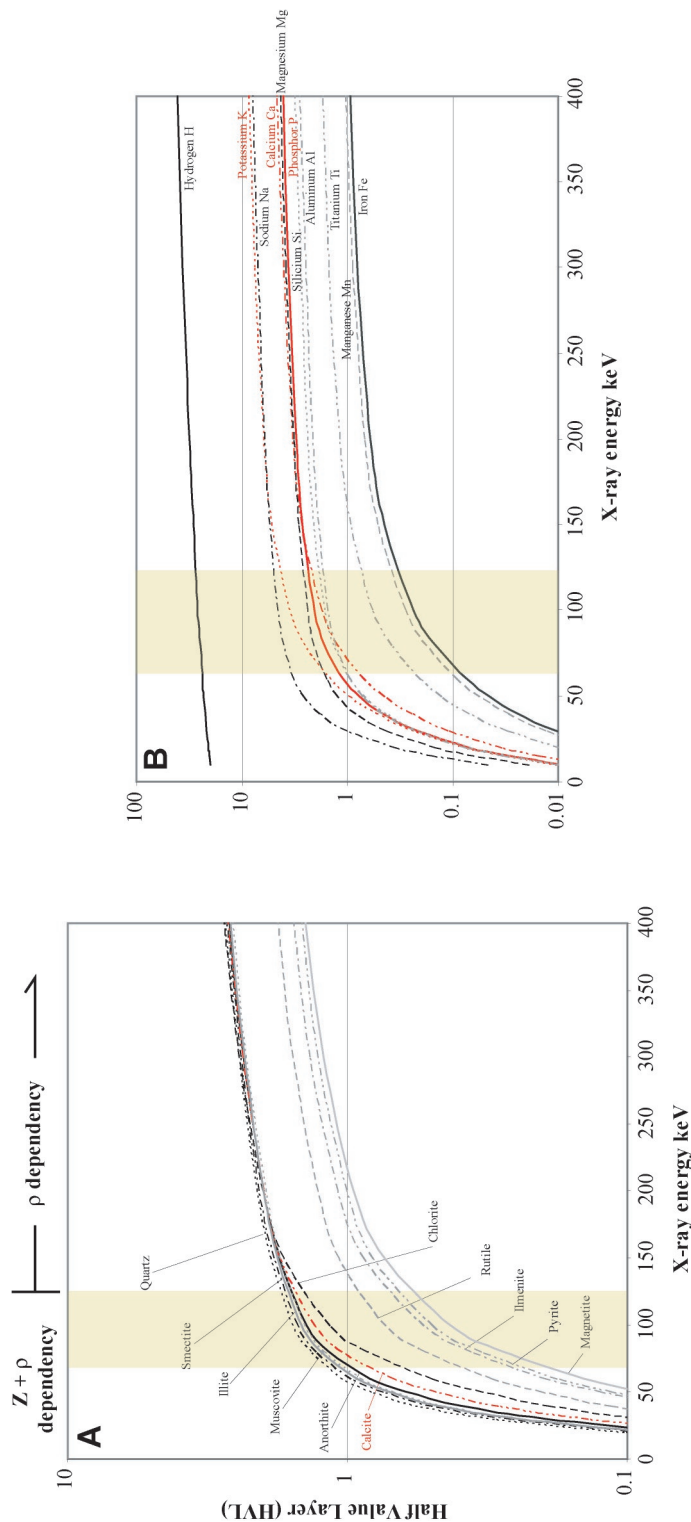 Z + ρ
dependency
ρ dependency
A
Half Value Layer (HVL)
10
1
0.1
Quartz
Smectite
Illite
Muscovite
Anorthite
Calcite
Chlorite
Rutile
Ilmenite
Pyrite
Magnetite
0
50
100
150
200
250
300
350
400
X-ray energy keV
B
100
10
1
0.1
0.01
Hydrogen H
Potassium K
Sodium Na
Calcium Ca
Magnesium Mg
Silicium Si
Phosphor P
Aluminum Al
Titanium Ti
Manganese Mn
Iron Fe
0
50
100
150
200
250
300
350
400
X-ray energy keV